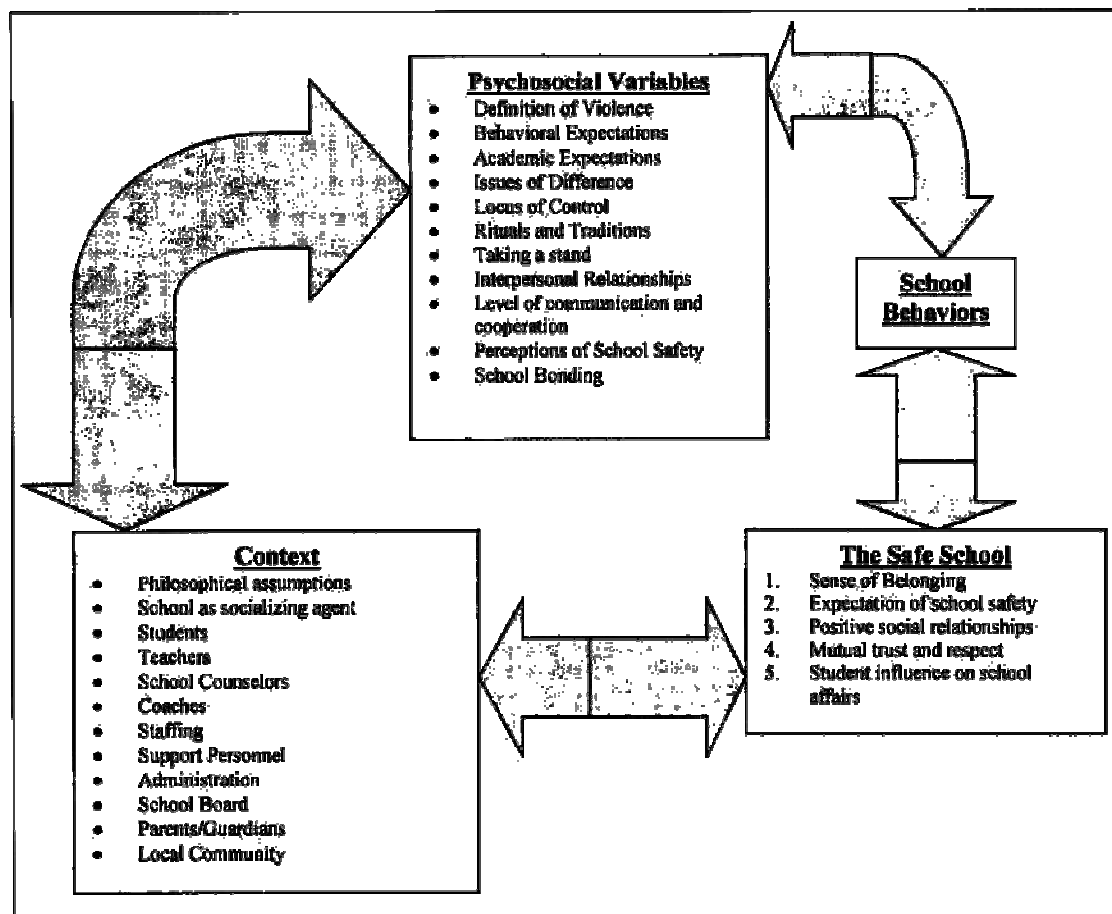 Psychosocial Variables
• Definition of Violence
• Behavioral Expectations
• Academic Expectations
• Issues of Difference
• Locus of Control
• Rituals and Traditions
• Taking a stand
• Interpersonal Relationships
• Level of communication and
cooperation
• Perceptions of School Safety
• School Bonding
School
Behaviors
Context
• Philosophical assumptions
• School as socializing agent
• Students
• Teachers
• School Counselors
• Coaches
• Staffing
• Support Personnel
• Administration
• School Board
• Parents/Guardians
• Local Community
The Safe School
1. Sense of Belonging
2. Expectation of school safety
3. Positive social relationships
4. Mutual trust and respect
5. Student influence on school
affairs